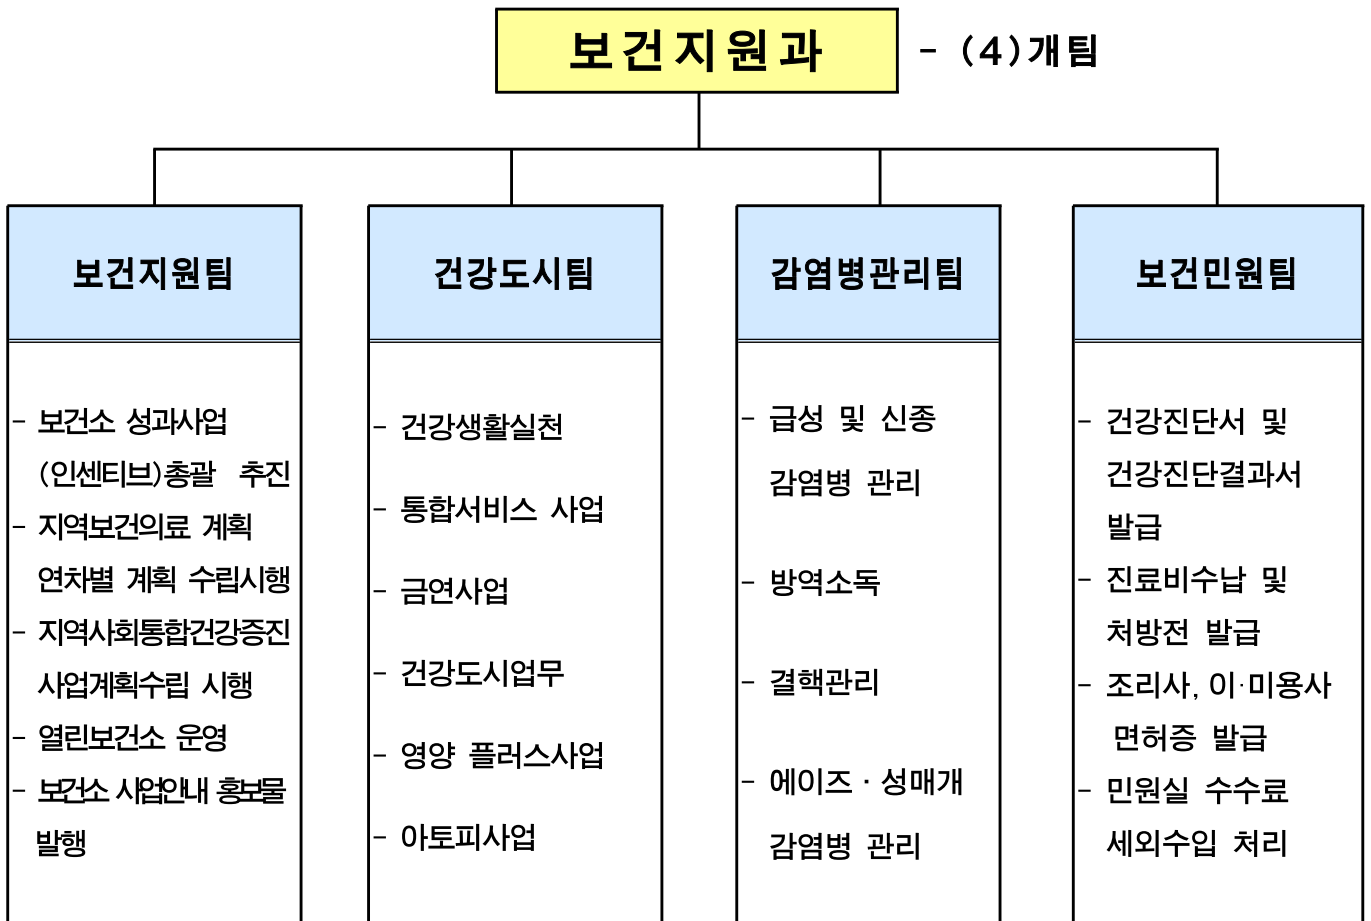 보건지원과 - (4)개팀
보건지원팀
- 보건소 성과사업
(인센티브)총괄 추진
- 지역보건의료 계획
연차별 계획 수립시행
- 지역사회통합건강증진
사업계획수립 시행
- 열린보건소 운영
- 보건소 사업안내 홍보물
발행
건강도시팀
- 건강생활실천
- 통합서비스 사업
- 금연사업
- 건강도시업무
- 영양 플러스사업
- 아토피사업
감염병관리팀
- 급성 및 신종
감염병 관리
- 방역소독
- 결핵관리
- 에이즈 · 성매개
감염병 관리
보건민원팀
- 건강진단서 및
건강진단결과서
발급
- 진료비수납 및
처방전 발급
- 조리사, 이·미용사
면허증 발급
- 민원실 수수료
세외수입 처리